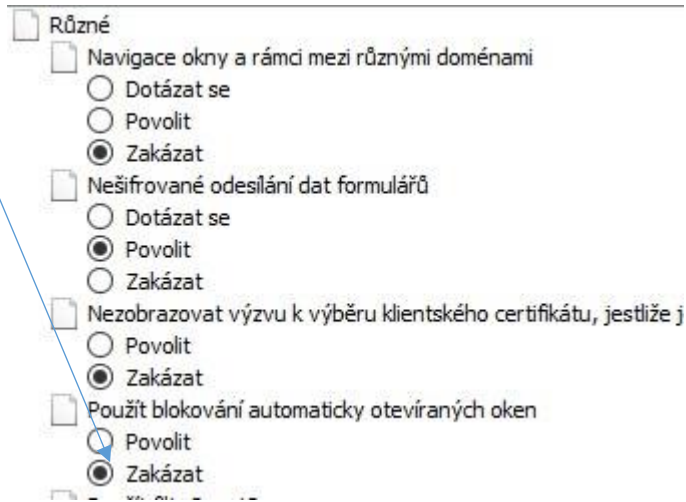 Různé
Navigace okny a rámci mezi různými doménami
Dotázat se
Povolit
Zakázat
Nešifrované odesílání dat formulářů
Dotázat se
Povolit
Zakázat
Nezobrazovat výzvu k výběru klientského certifikátu, jestliže
Povolit
Zakázat
Použít blokování automaticky otevíraných oken
Povolit
Zakázat